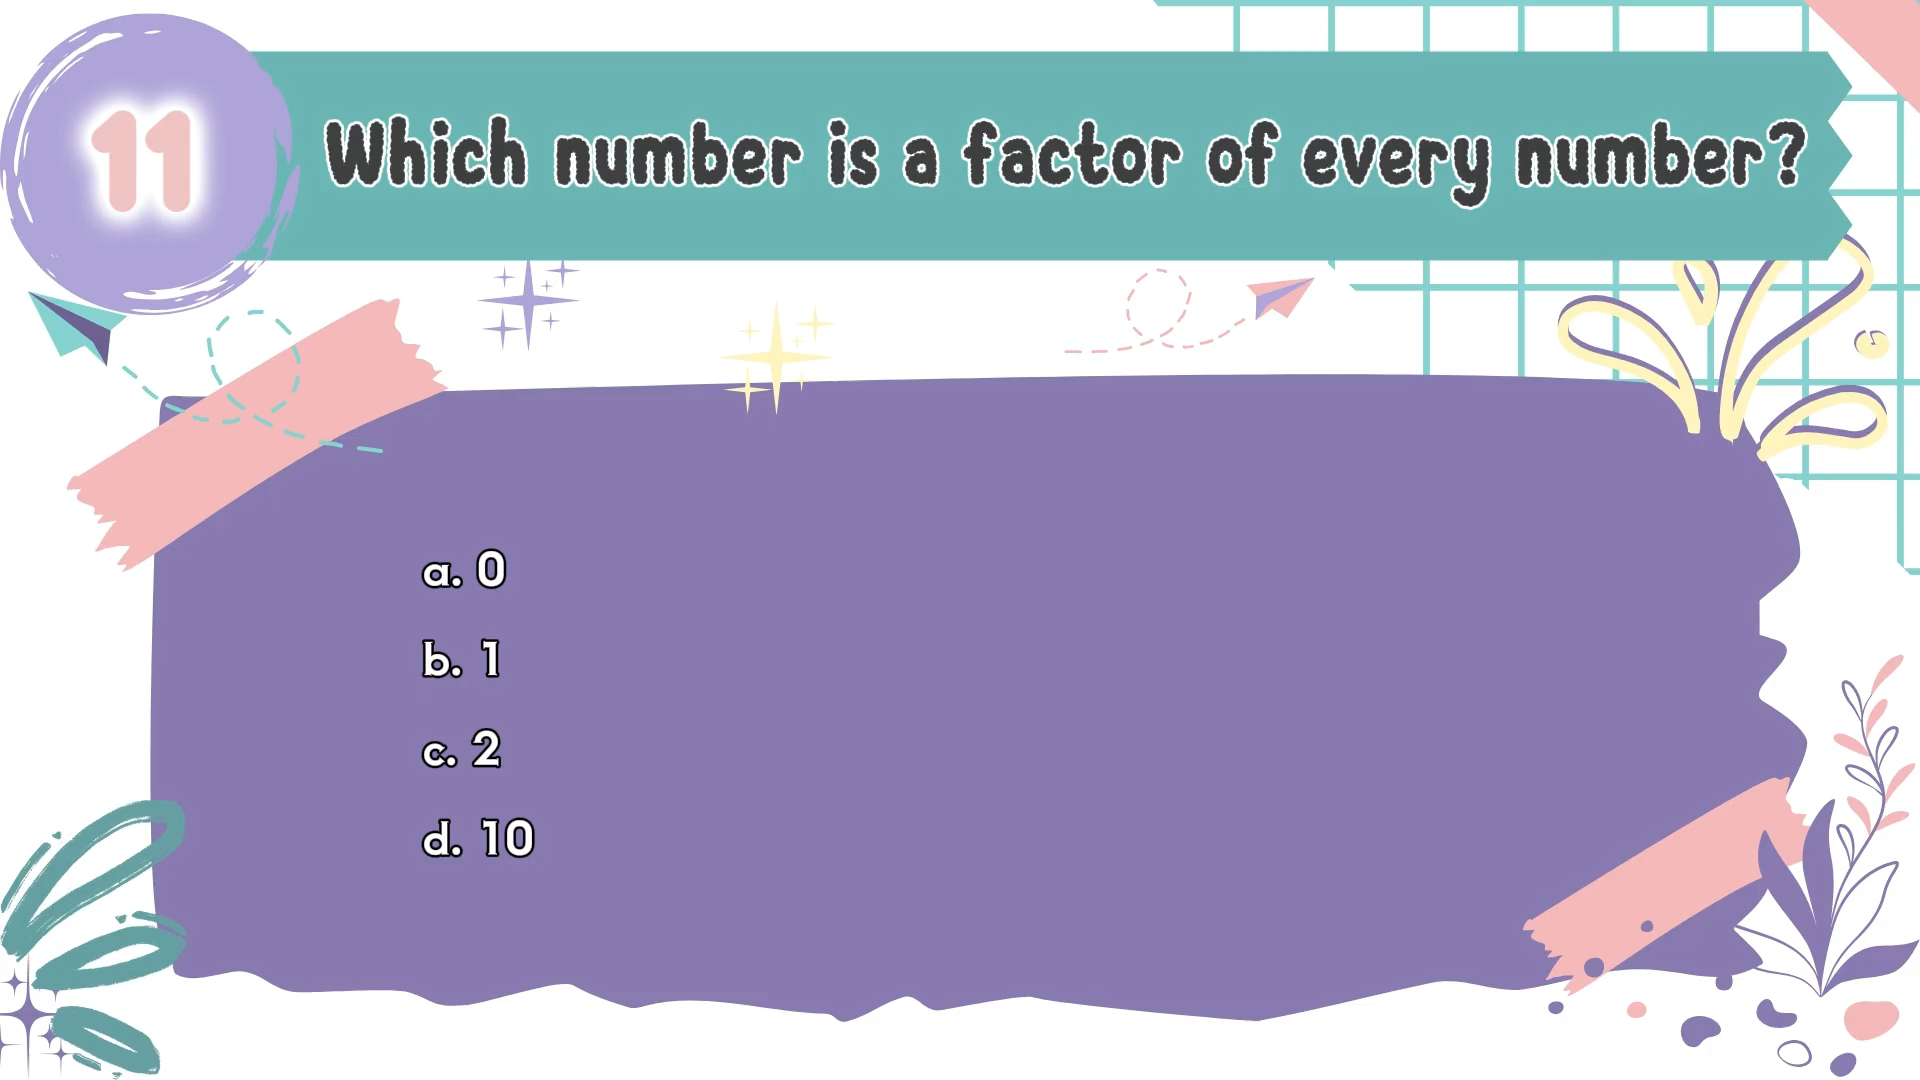 11
Which number is a factor of every number?
a. 0
b. 1
c. 2
d. 10